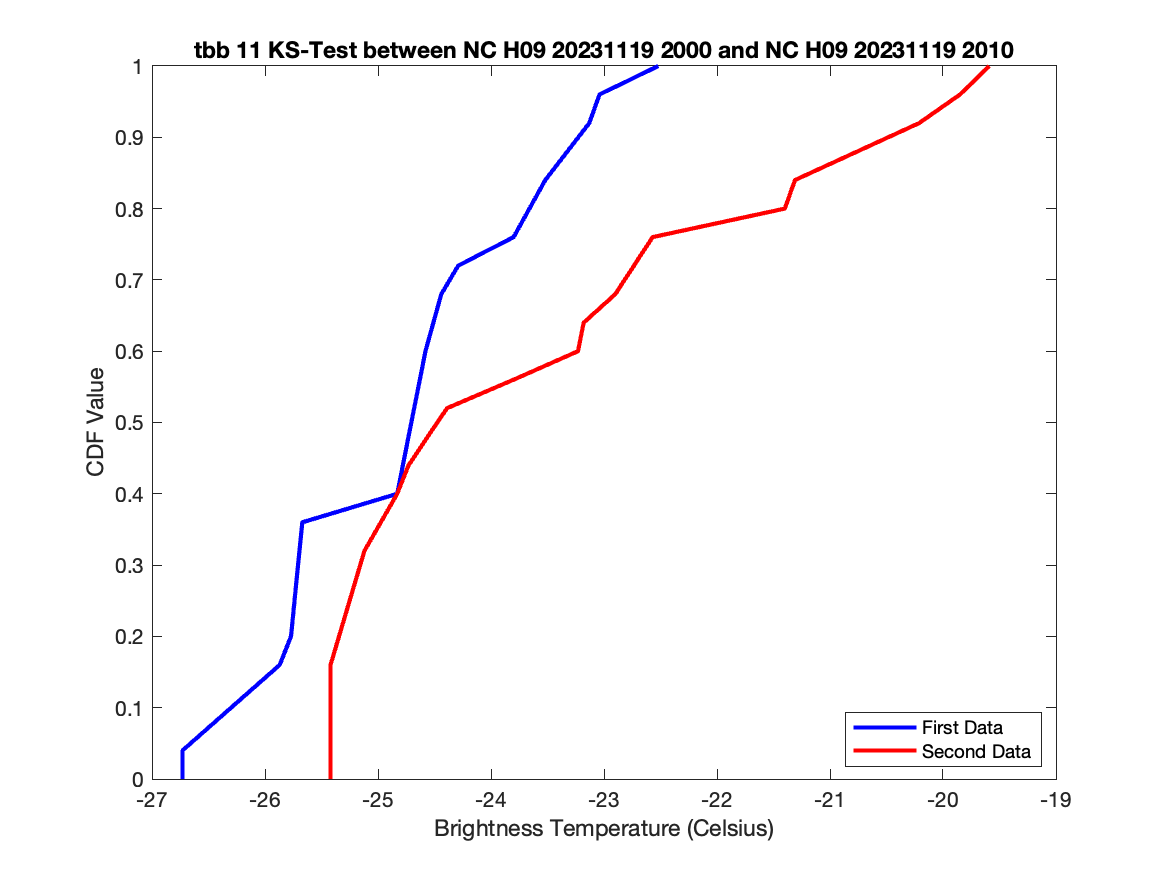 tbb 11 KS-Test between NC H09 20231119 2000 and NC H09 20231119 2010
1
0.9
0.8
0.7
0.6
0.5
0.4
0.3
0.2
0.1
0
CDF Value
First Data
Second Data
-27 -26 -25 -24 -23 -22 -21 -20 -19
Brightness Temperature (Celsius)